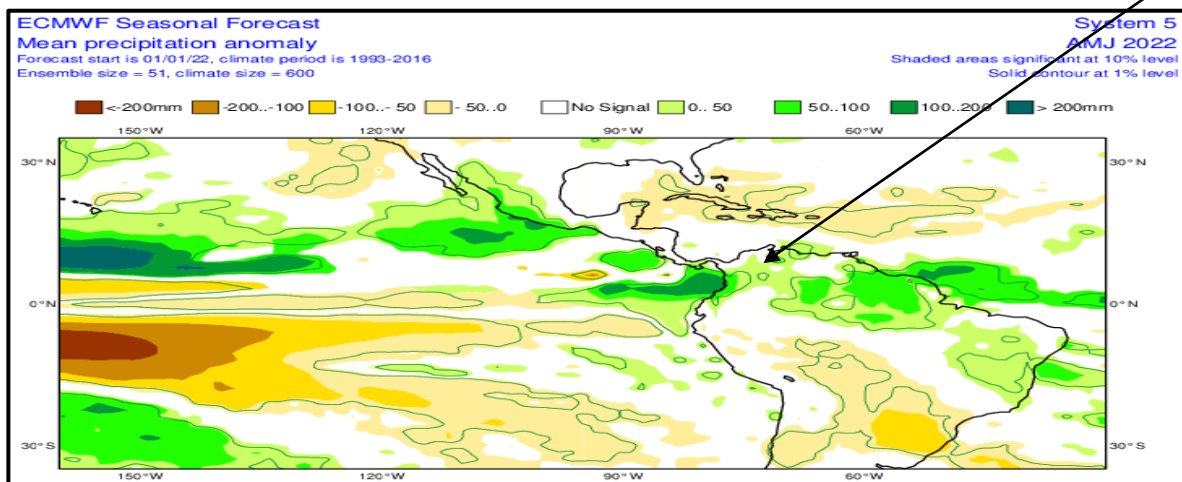 ECMWF Seasonal Forecast System 5
Mean precipitation anomaly AMJ 2022
Forecast start is 01/01/22, climate period is 1993-2016 Shaded areas significant at 10% level
Ensemble size = 51, climate size = 600 Solid contour at 1% level
<-200mm -200..-100 -100..- 50 - 50..0 No Signal 0.. 50 50..100 100..200 > 200mm
150°W 120°W 90°W 60°W
30°N 30°N
0°N 0°N
30°S 30°S
150°W 120°W 90°W 60°W